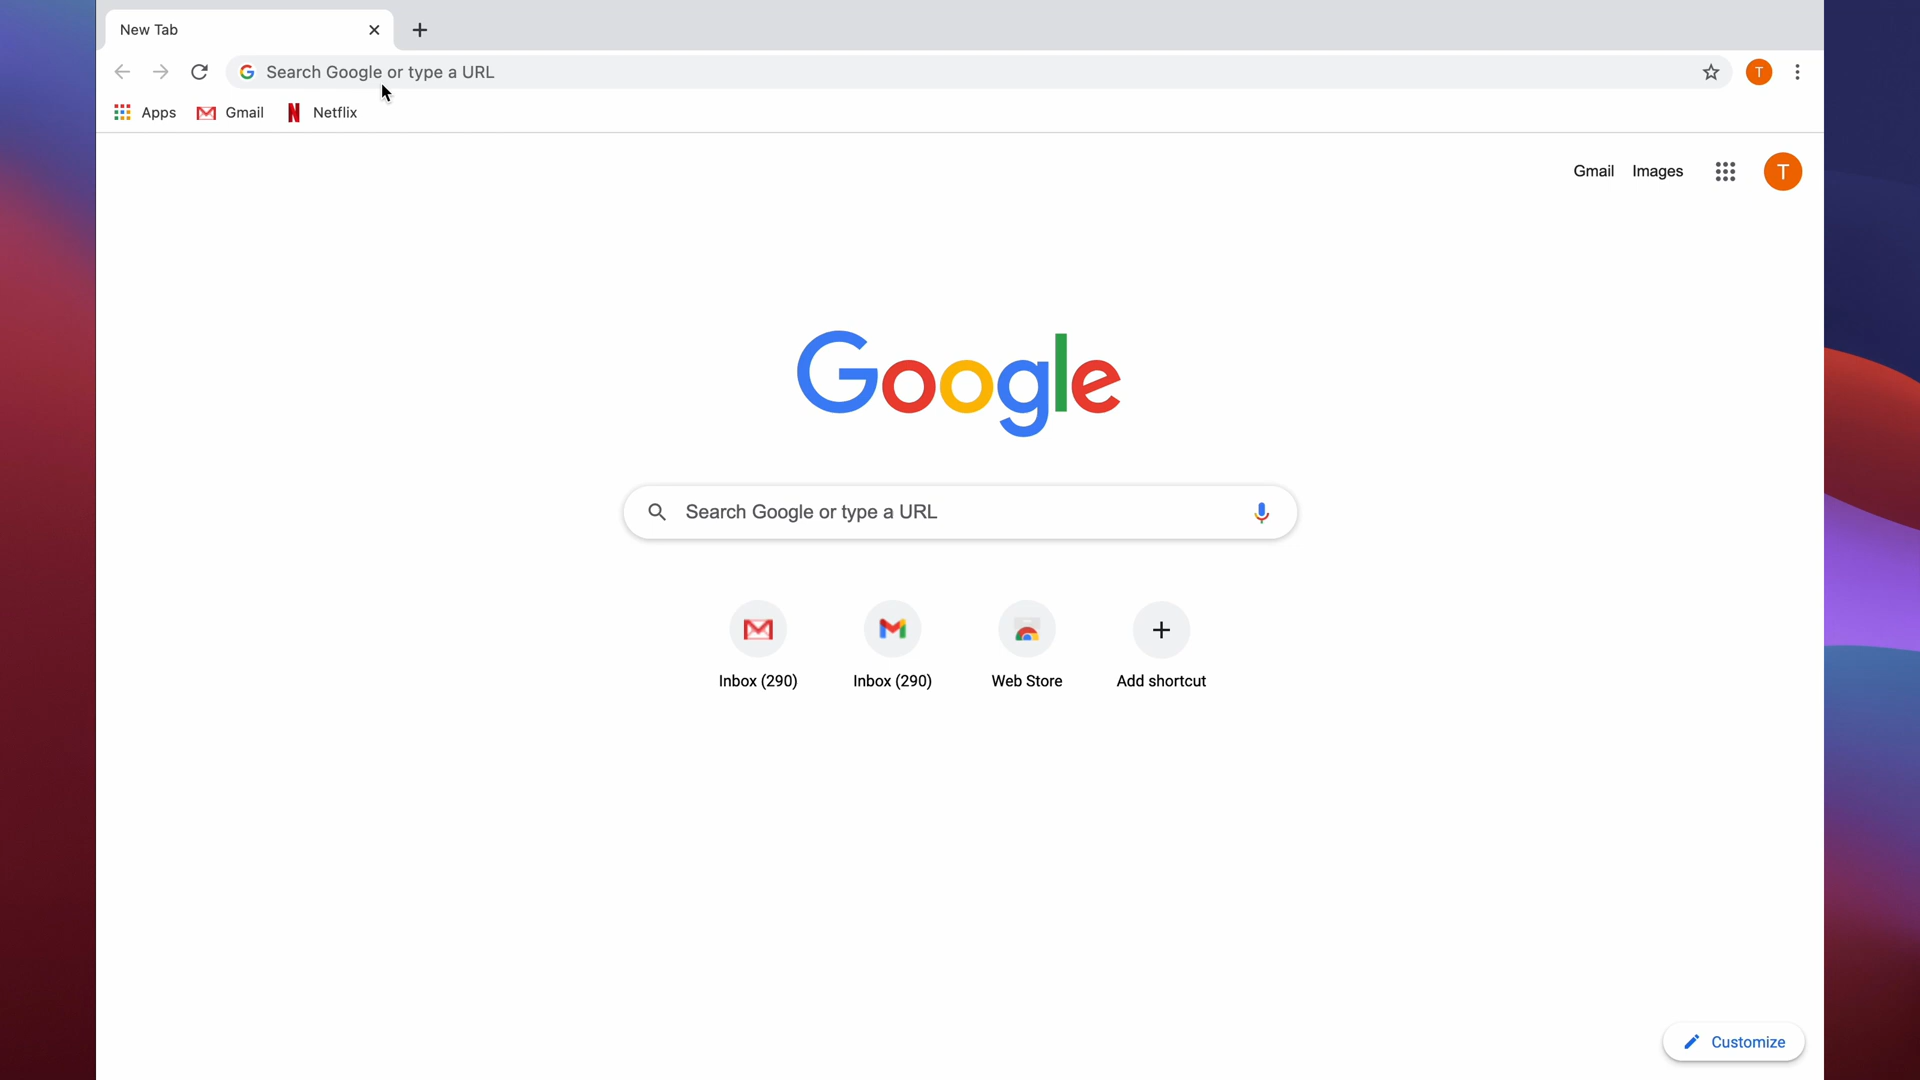 New Tab
Search Google or type a URL
T
Apps Gmail Netflix
Gmail Images T
Google
Search Google or type a URL
Inbox (290) Inbox (290) Web Store Add shortcut
Customize